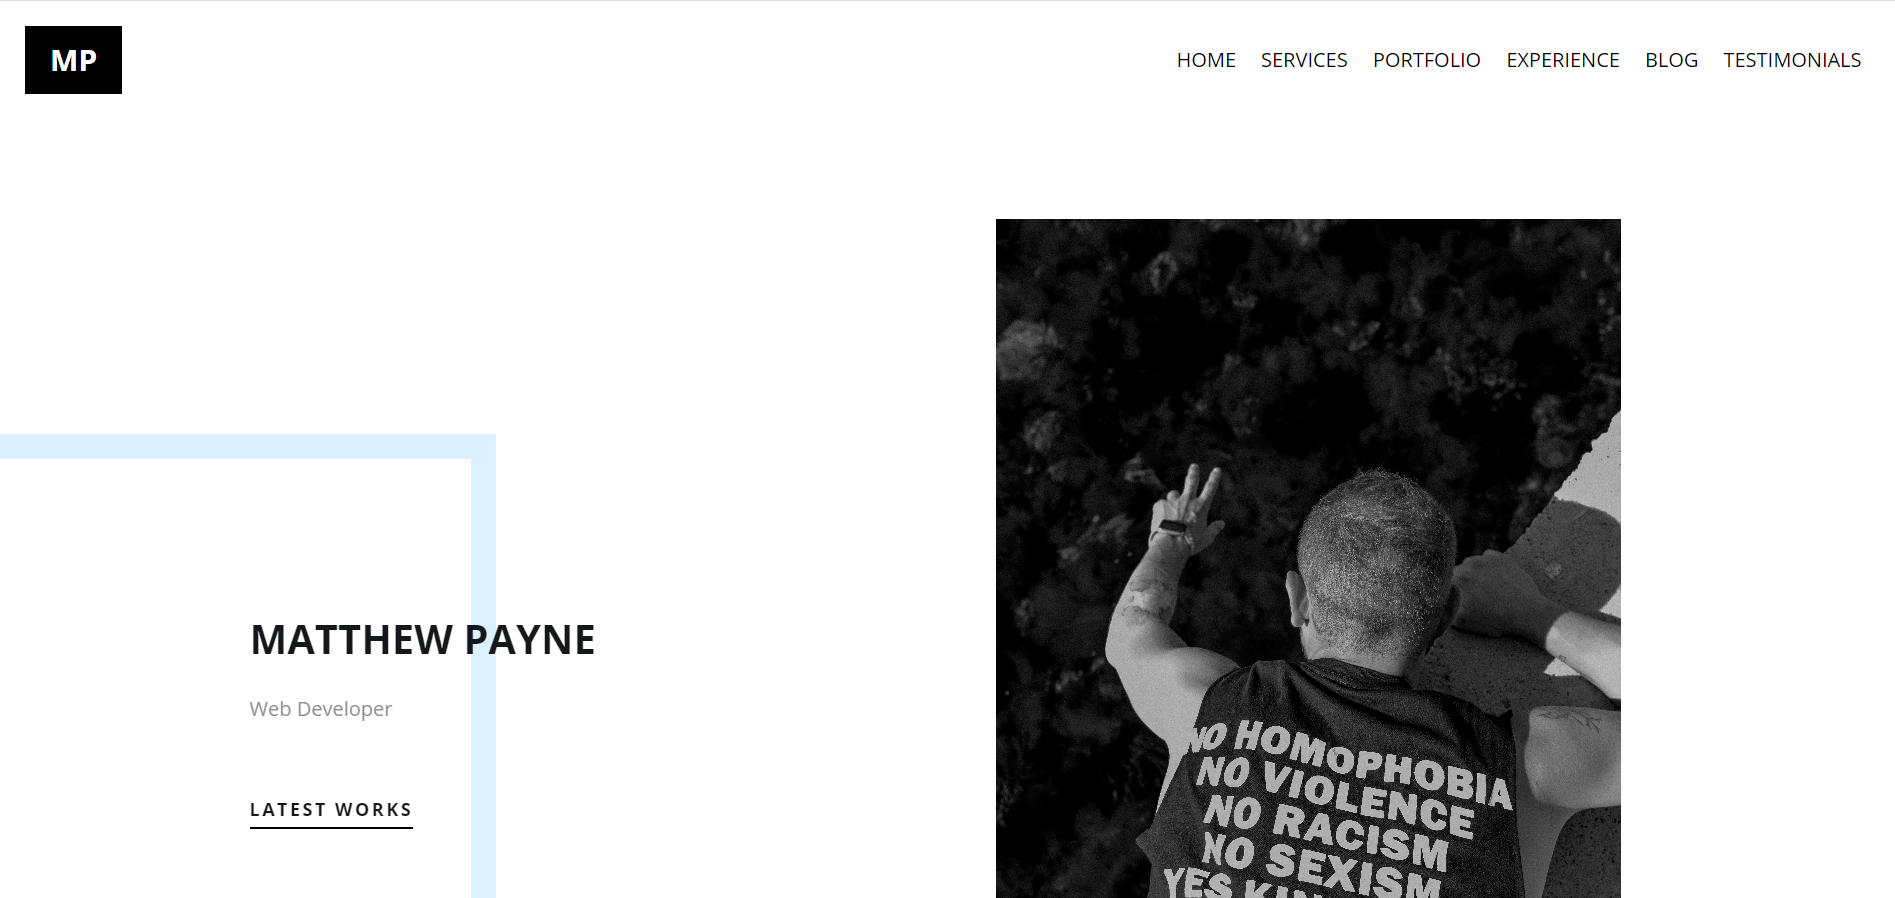 MP
HOME SERVICES PORTFOLIO EXPERIENCE BLOG TESTIMONIALS
MATTHEW PAYNE
Web Developer
LATEST WORKS
NO HOMOPHOBIA
NO VIOLENCE
NO RACISM
NO SEXISM
YES